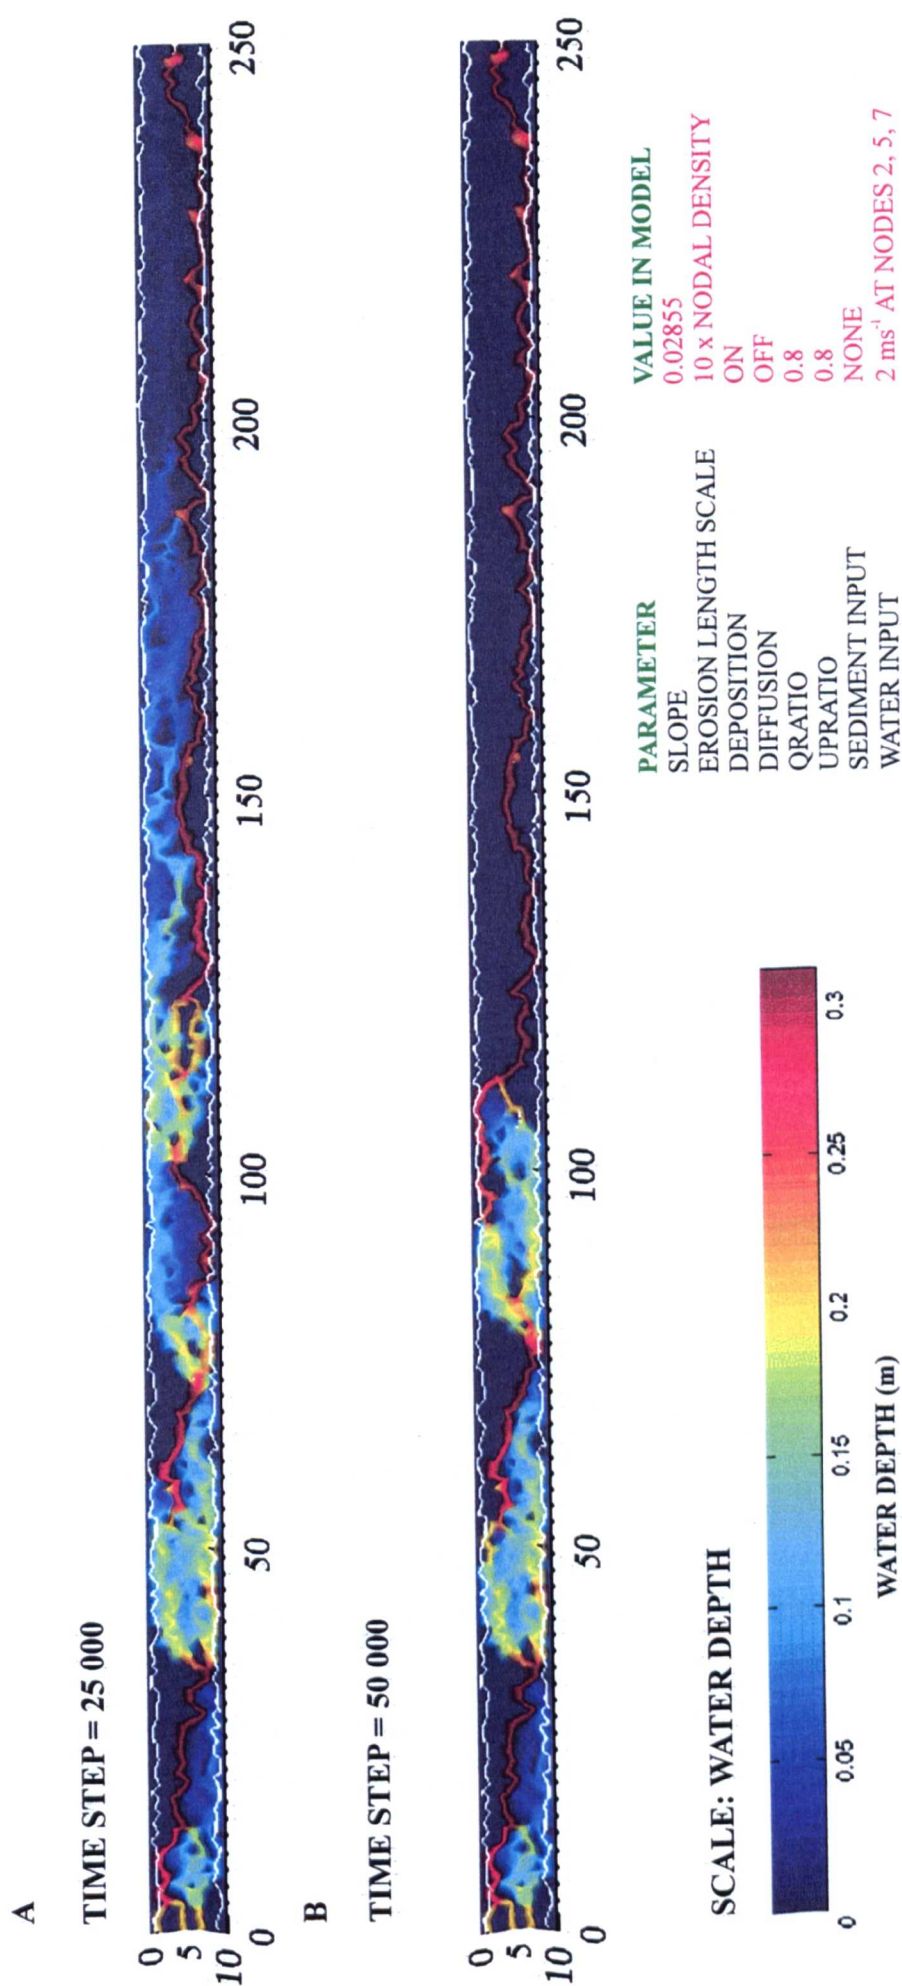 A
TIME STEP = 25 000
0
5
10
0
50
100
150
200
250
B
TIME STEP = 50 000
0
5
10
0
50
100
150
200
250
SCALE: WATER DEPTH
0
0.05
0.1
0.15
0.2
0.25
0.3
WATER DEPTH (m)
PARAMETER VALUE IN MODEL
SLOPE 0.02855
EROSION LENGTH SCALE 10 x NODAL DENSITY
DEPOSITION ON
DIFFUSION OFF
QRATIO 0.8
UPRATIO 0.8
SEDIMENT INPUT NONE
WATER INPUT 2 ms⁻¹ AT NODES 2, 5, 7